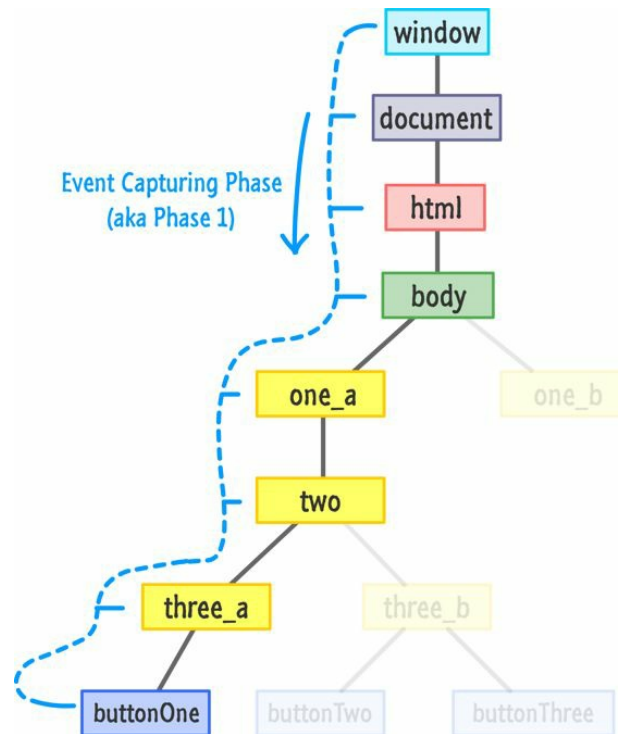 window
document
Event Capturing Phase
(aka Phase 1)
html
body
one_a
one_b
two
three_a
three_b
buttonOne
buttonTwo
buttonThree